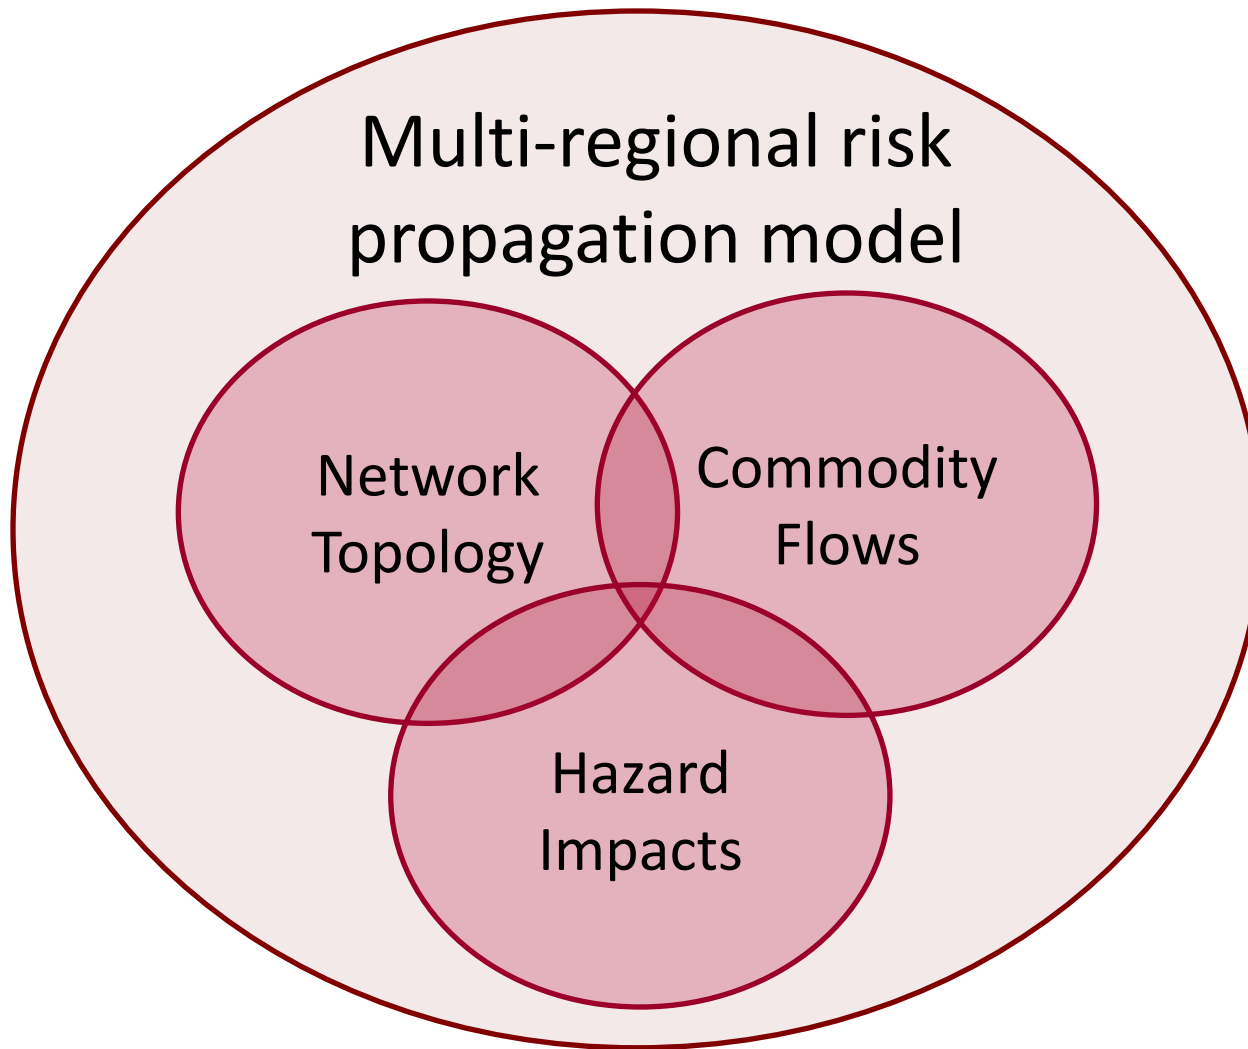 Multi-regional risk
propagation model
Network
Topology
Commodity
Flows
Hazard
Impacts